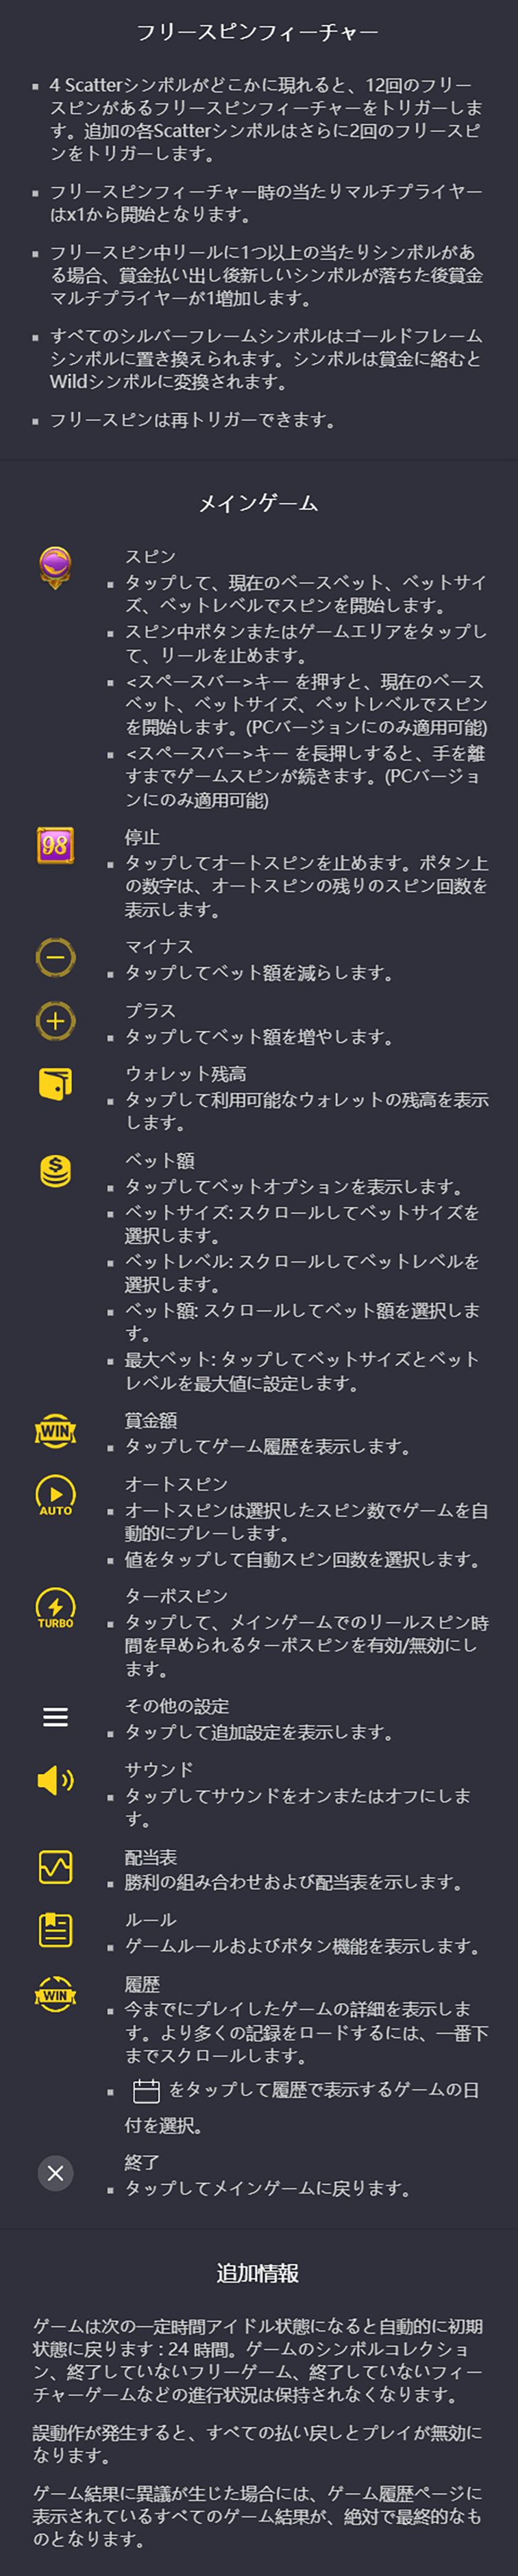 フリースピンフィーチャー
4 Scatterシンボルがどこかに現れると、12回のフリー
スピンがあるフリースピンフィーチャーをトリガーしま
す。追加の各Scatterシンボルはさらに2回のフリースピ
ンをトリガーします。
フリースピンフィーチャー時の当たりマルチプライヤー
はx1から開始となります。
フリースピン中リールに1つ以上の当たりシンボルがあ
る場合、賞金払い出し後新しいシンボルが落ちた後賞金
マルチプライヤーが1増加します。
すべてのシルバーフレームシンボルはゴールドフレーム
シンボルに置き換えられます。シンボルは賞金に絡むと
Wildシンボルに変換されます。
フリースピンは再トリガーできます。
メインゲーム
スピン
タップして、現在のベースベット、ベットサイ
ズ、ベットレベルでスピンを開始します。
スピン中ボタンまたはゲームエリアをタップし
て、リールを止めます。
<スペースバー>キー を押すと、現在のベース
ベット、ベットサイズ、ベットレベルでスピン
を開始します。(PCバージョンにのみ適用可能)
<スペースバー>キー を長押しすると、手を離
すまでゲームスピンが続きます。(PCバージョ
ンにのみ適用可能)
98
停止
タップしてオートスピンを止めます。ボタン上
の数字は、オートスピンの残りのスピン回数を
表示します。
マイナス
タップしてベット額を減らします。
プラス
タップしてベット額を増やします。
ウォレット残高
タップして利用可能なウォレットの残高を表示
します。
ベット額
タップしてベットオプションを表示します。
ベットサイズ: スクロールしてベットサイズを
選択します。
ベットレベル: スクロールしてベットレベルを
選択します。
ベット額: スクロールしてベット額を選択しま
す。
最大ベット: タップしてベットサイズとベット
レベルを最大値に設定します。
WIN
賞金額
タップしてゲーム履歴を表示します。
AUTO
オートスピン
オートスピンは選択したスピン数でゲームを自
動的にプレーします。
値をタップして自動スピン回数を選択します。
TURBO
ターボスピン
タップして、メインゲームでのリールスピン時
間を早められるターボスピンを有効/無効にし
ます。
その他の設定
タップして追加設定を表示します。
サウンド
タップしてサウンドをオンまたはオフにしま
す。
配当表
勝利の組み合わせおよび配当表を示します。
ルール
ゲームルールおよびボタン機能を表示します。
WIN
履歴
今までにプレイしたゲームの詳細を表示しま
す。より多くの記録をロードするには、一番下
までスクロールします。
をタップして履歴で表示するゲームの日
付を選択。
終了
タップしてメインゲームに戻ります。
追加情報
ゲームは次の一定時間アイドル状態になると自動的に初期
状態に戻ります : 24 時間。ゲームのシンボルコレクショ
ン、終了していないフリーゲーム、終了していないフィー
チャーゲームなどの進行状況は保持されなくなります。
誤動作が発生すると、すべての払い戻しとプレイが無効に
なります。
ゲーム結果に異議が生じた場合には、ゲーム履歴ページに
表示されているすべてのゲーム結果が、絶対で最終的なも
のとなります。